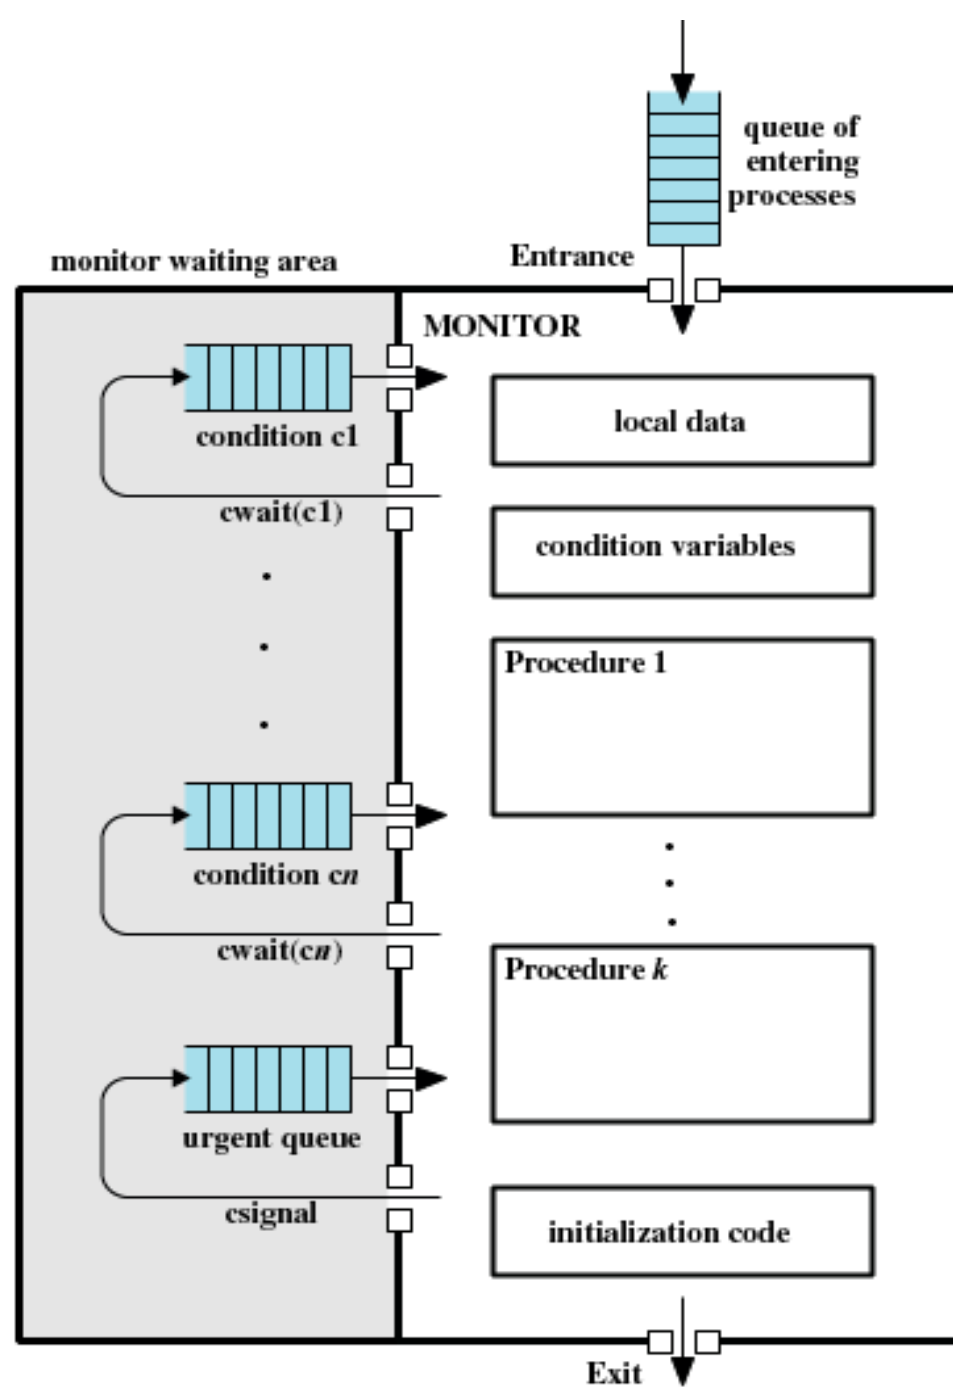 queue of
entering
processes
Entrance
monitor waiting area
MONITOR
condition c1
local data
cwait(c1)
condition variables
Procedure 1
condition cn
cwait(cn)
Procedure k
urgent queue
csignal
initialization code
Exit